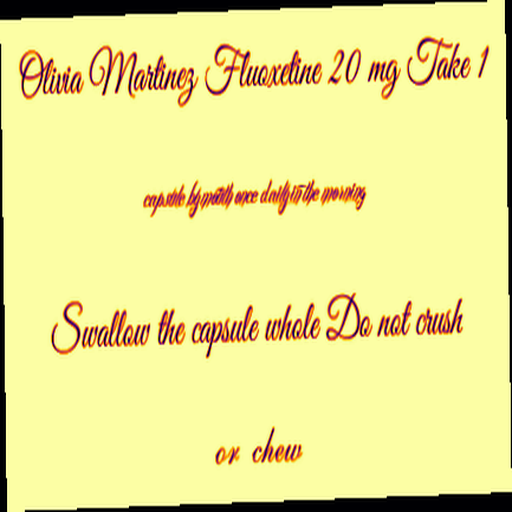 Olivia Martinez Fluoxetine 20 mg Take 1
capsule by mouth once daily in the morning
Swallow the capsule whole Do not crush
or chew